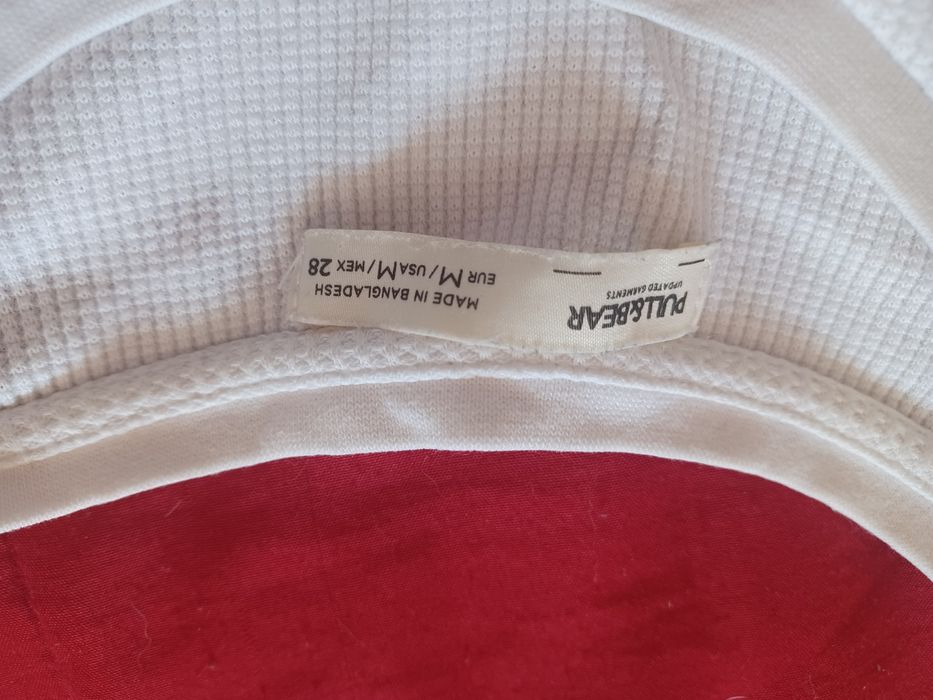 PULL&BEAR
UPDATED GARMENTS
MADE IN BANGLADESH
EUR M / USA M / MEX 28